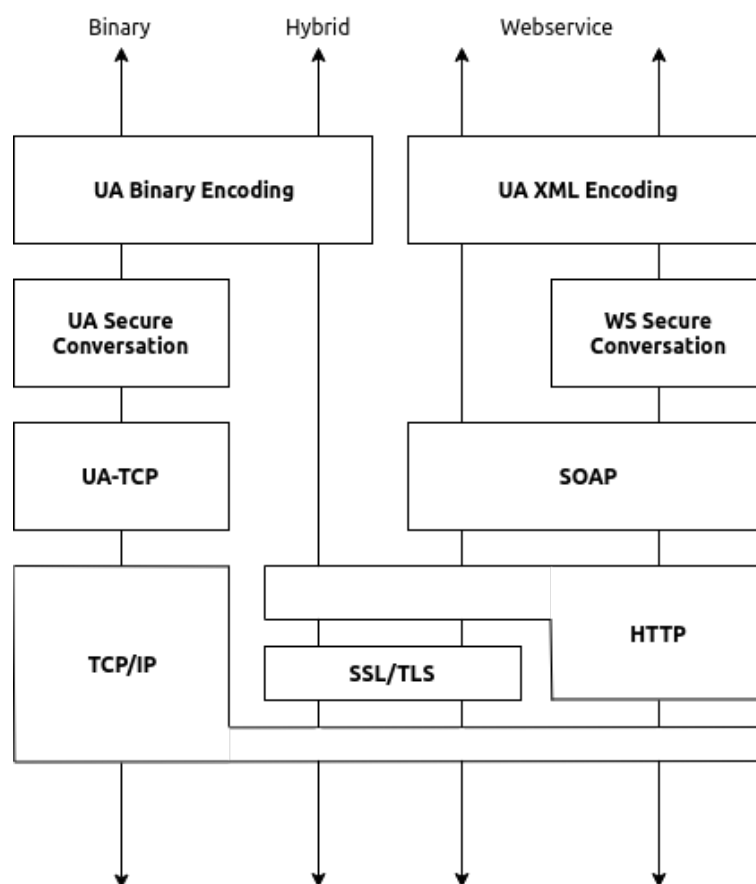 Binary
Hybrid
Webservice
UA Binary Encoding
UA XML Encoding
UA Secure
Conversation
WS Secure
Conversation
UA-TCP
SOAP
TCP/IP
HTTP
SSL/TLS